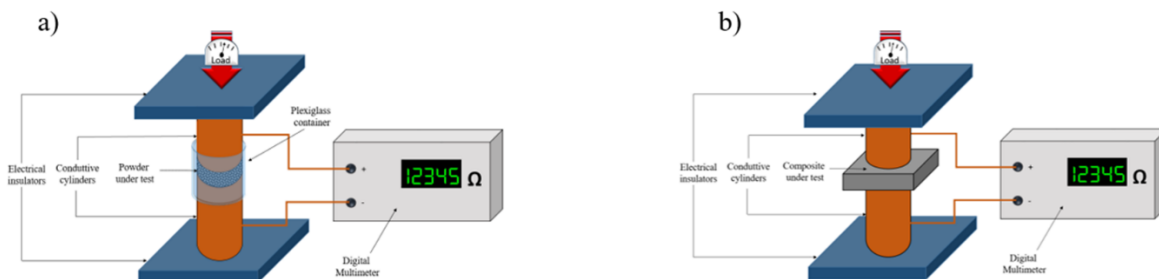 a)
Load
Plexiglass
container
Electrical
insulators
Conduttive
cylinders
Powder
under test
+
-
12345 Ω
Digital
Multimeter
b)
Load
Electrical
insulators
Conduttive
cylinders
Composite
under test
+
-
12345 Ω
Digital
Multimeter